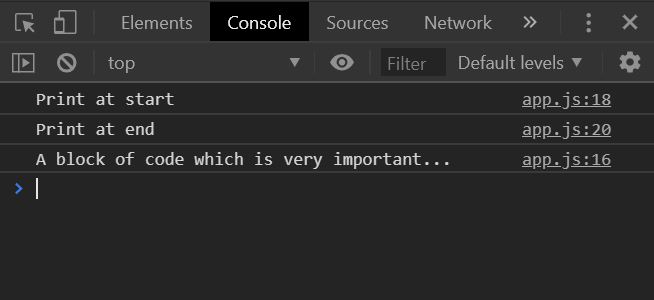 Elements Console Sources Network »
top Filter Default levels
Print at start app.js:18
Print at end app.js:20
A block of code which is very important... app.js:16
>